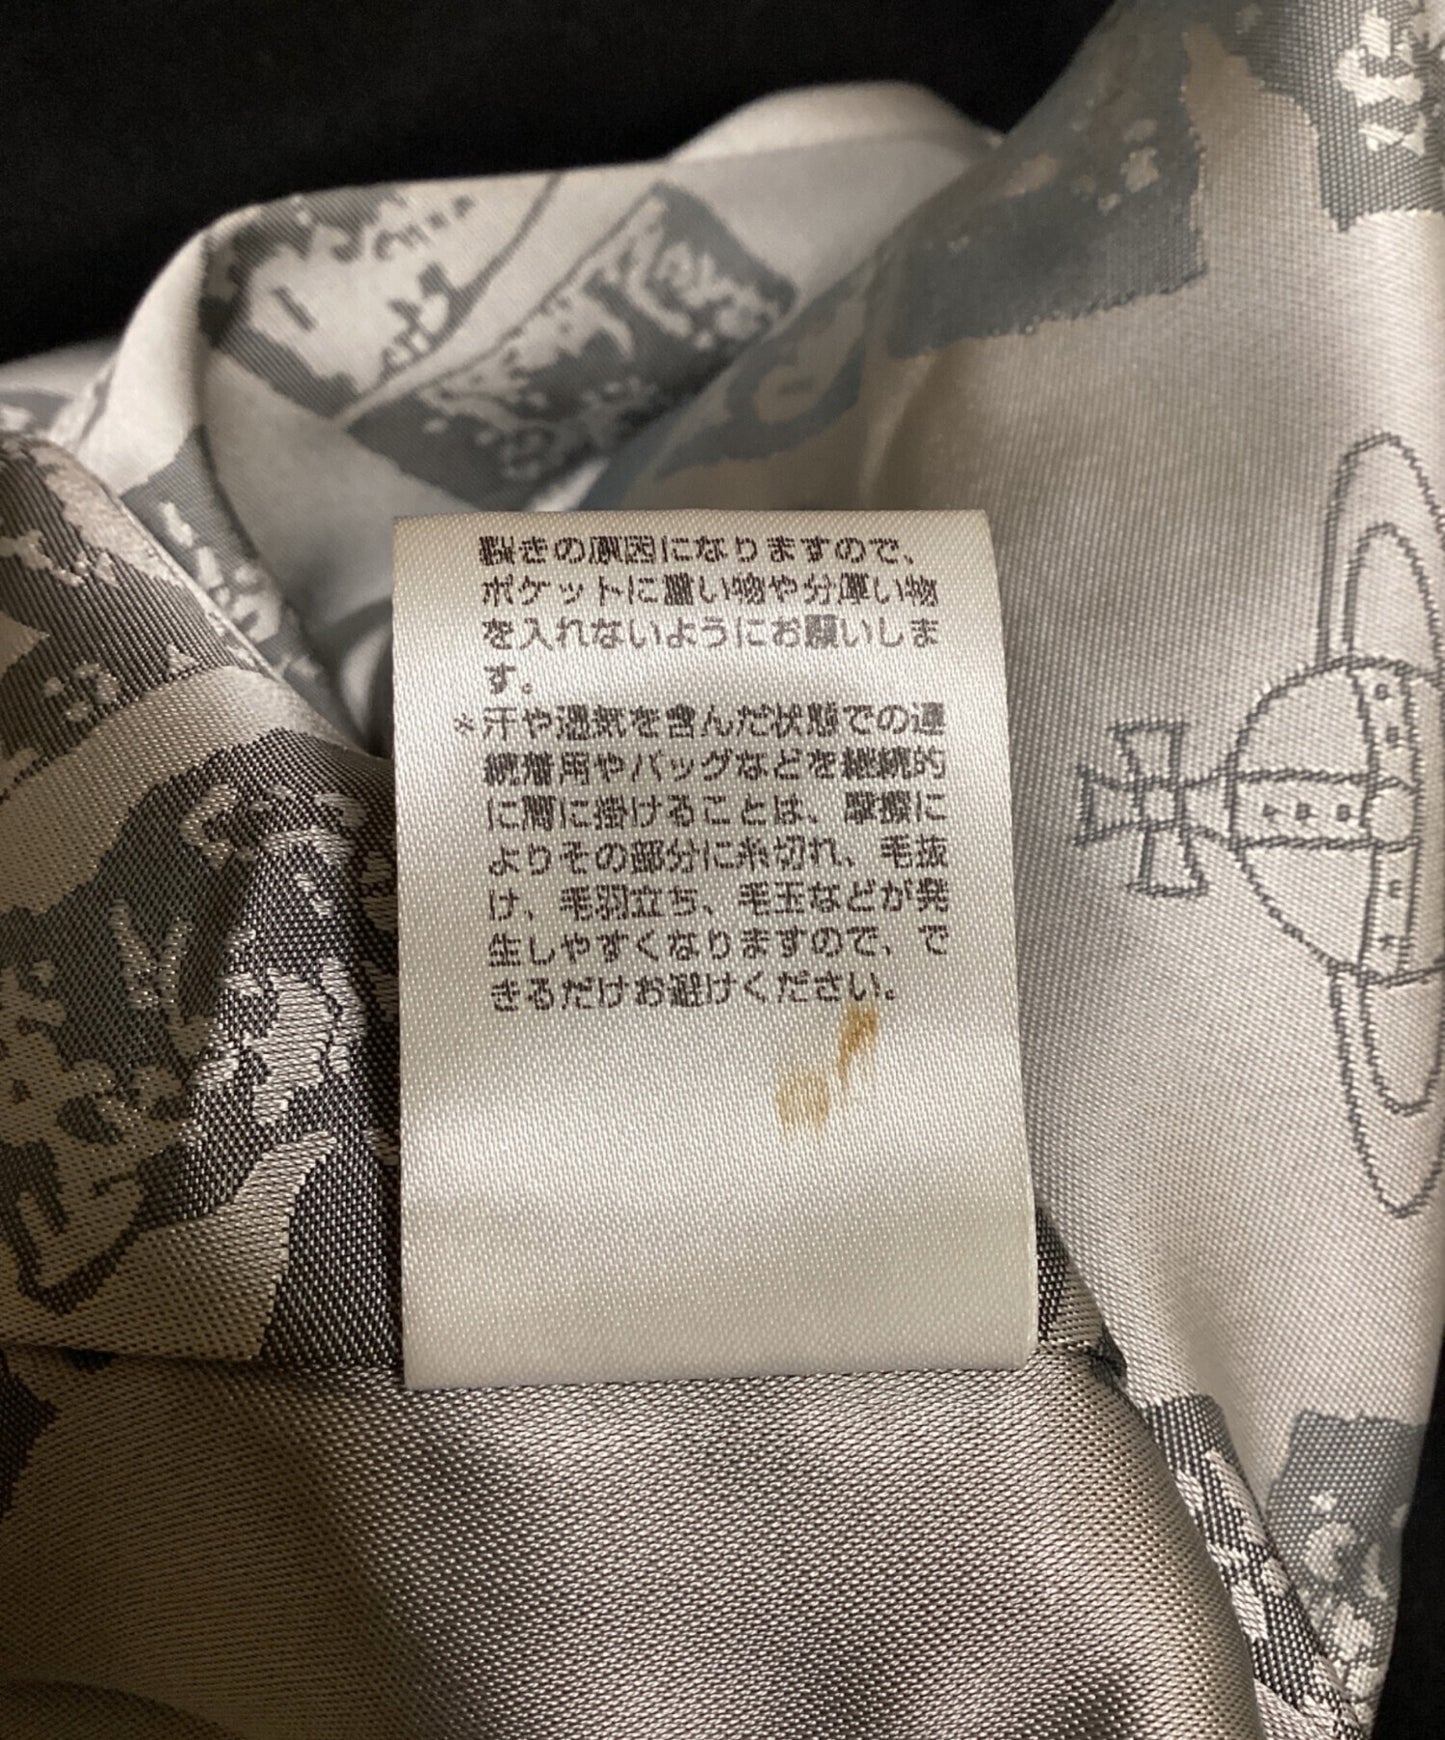 裂きの原因になりますので、
ポケットに重い物や分厚い物
を入れないようにお願いしま
す。
*汗や湿気を含んだ状態での連
続着用やバッグなどを継続的
に肩に掛けることは、摩擦に
よりその部分に糸切れ、毛抜
け、毛羽立ち、毛玉などが発
生しやすくなりますので、で
きるだけお避けください。